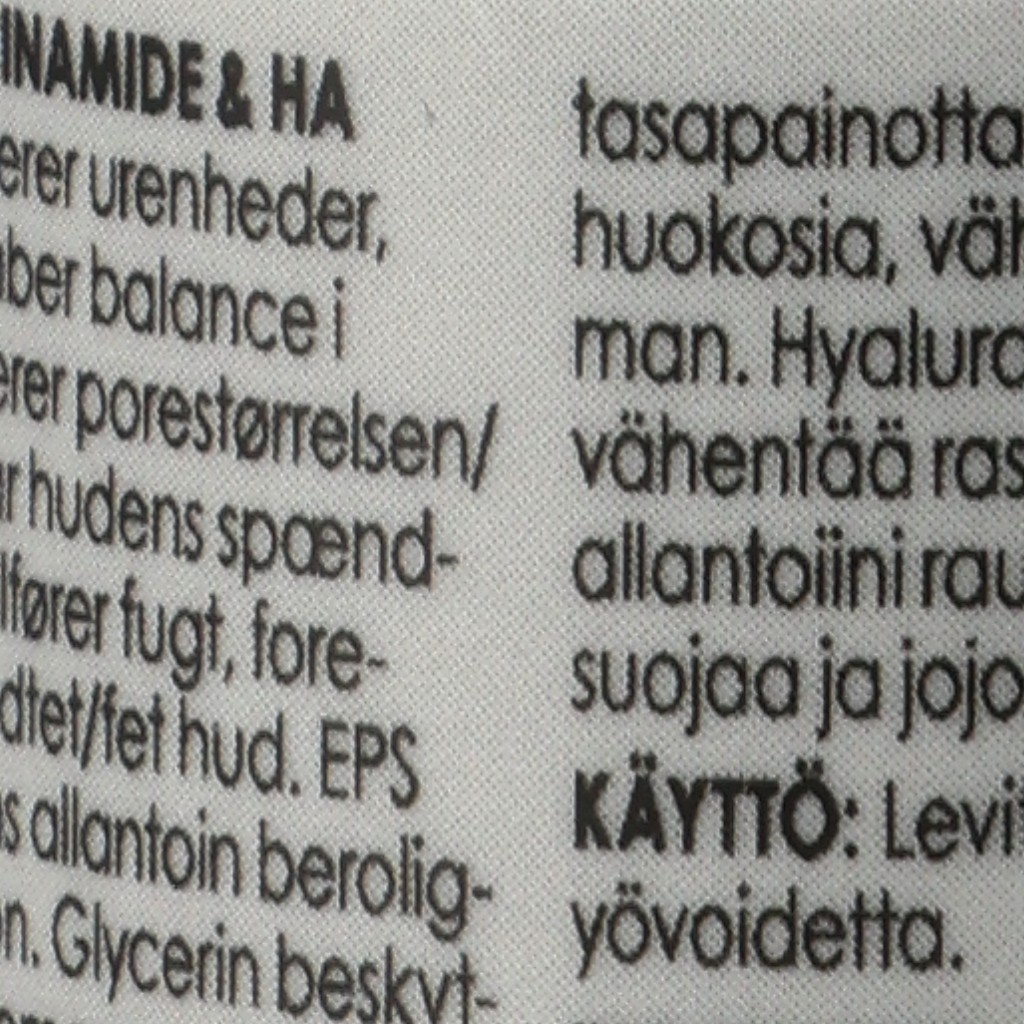 INAMIDE & HA
erer urenheder,
ber balance i
erer porestørrelsen/
r hudens spænd-
lfører fugt, fore-
dtet/fet hud. EPS
s allantoin berolig-
n. Glycerin beskyt-
tasapainotta
huokosia, väh
man. Hyaluro
vähentää ras
allantoiini rau
suojaa ja jojo
KÄYTTÖ: Levi
yövoidetta.